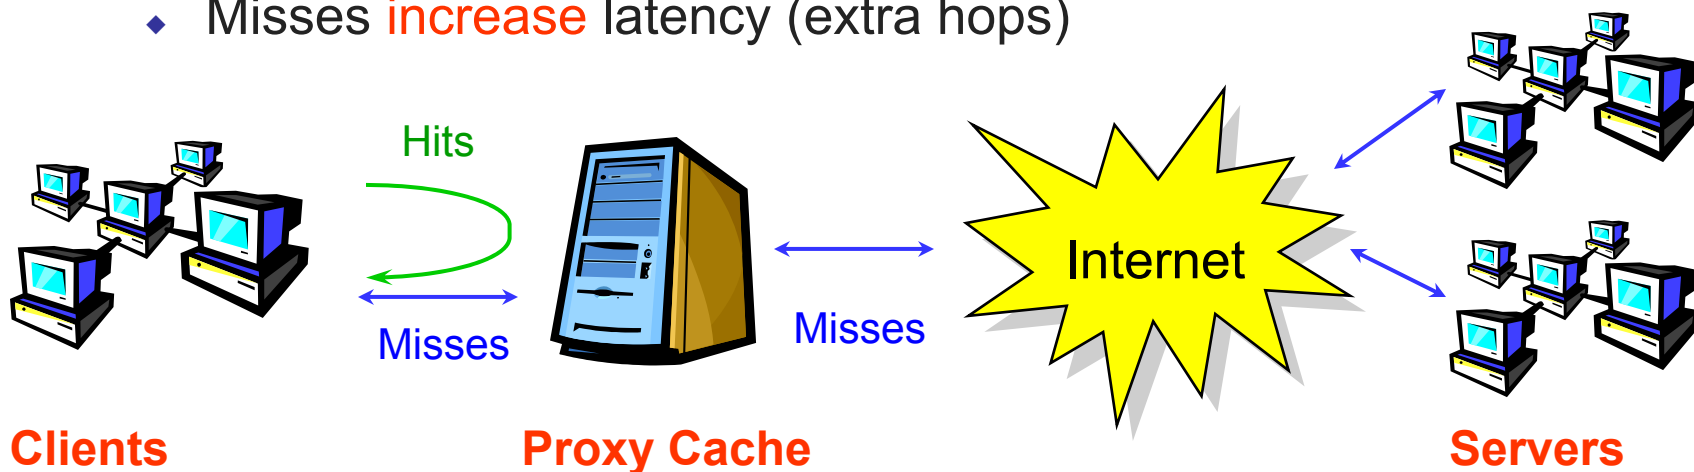 Misses increase latency (extra hops)
Hits
Misses
Misses
Internet
Clients
Proxy Cache
Servers